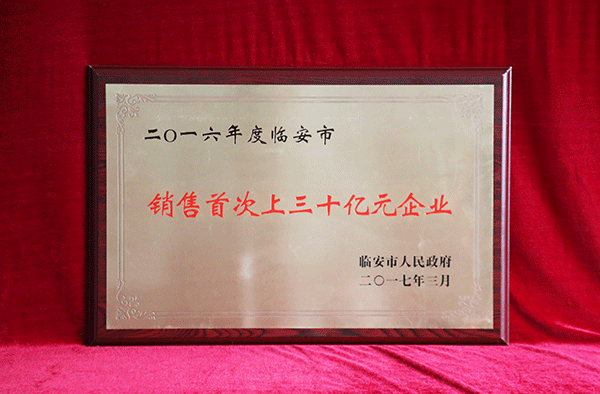 二〇一六年度临安市
销售首次上三十亿元企业
临安市人民政府
二〇一七年三月